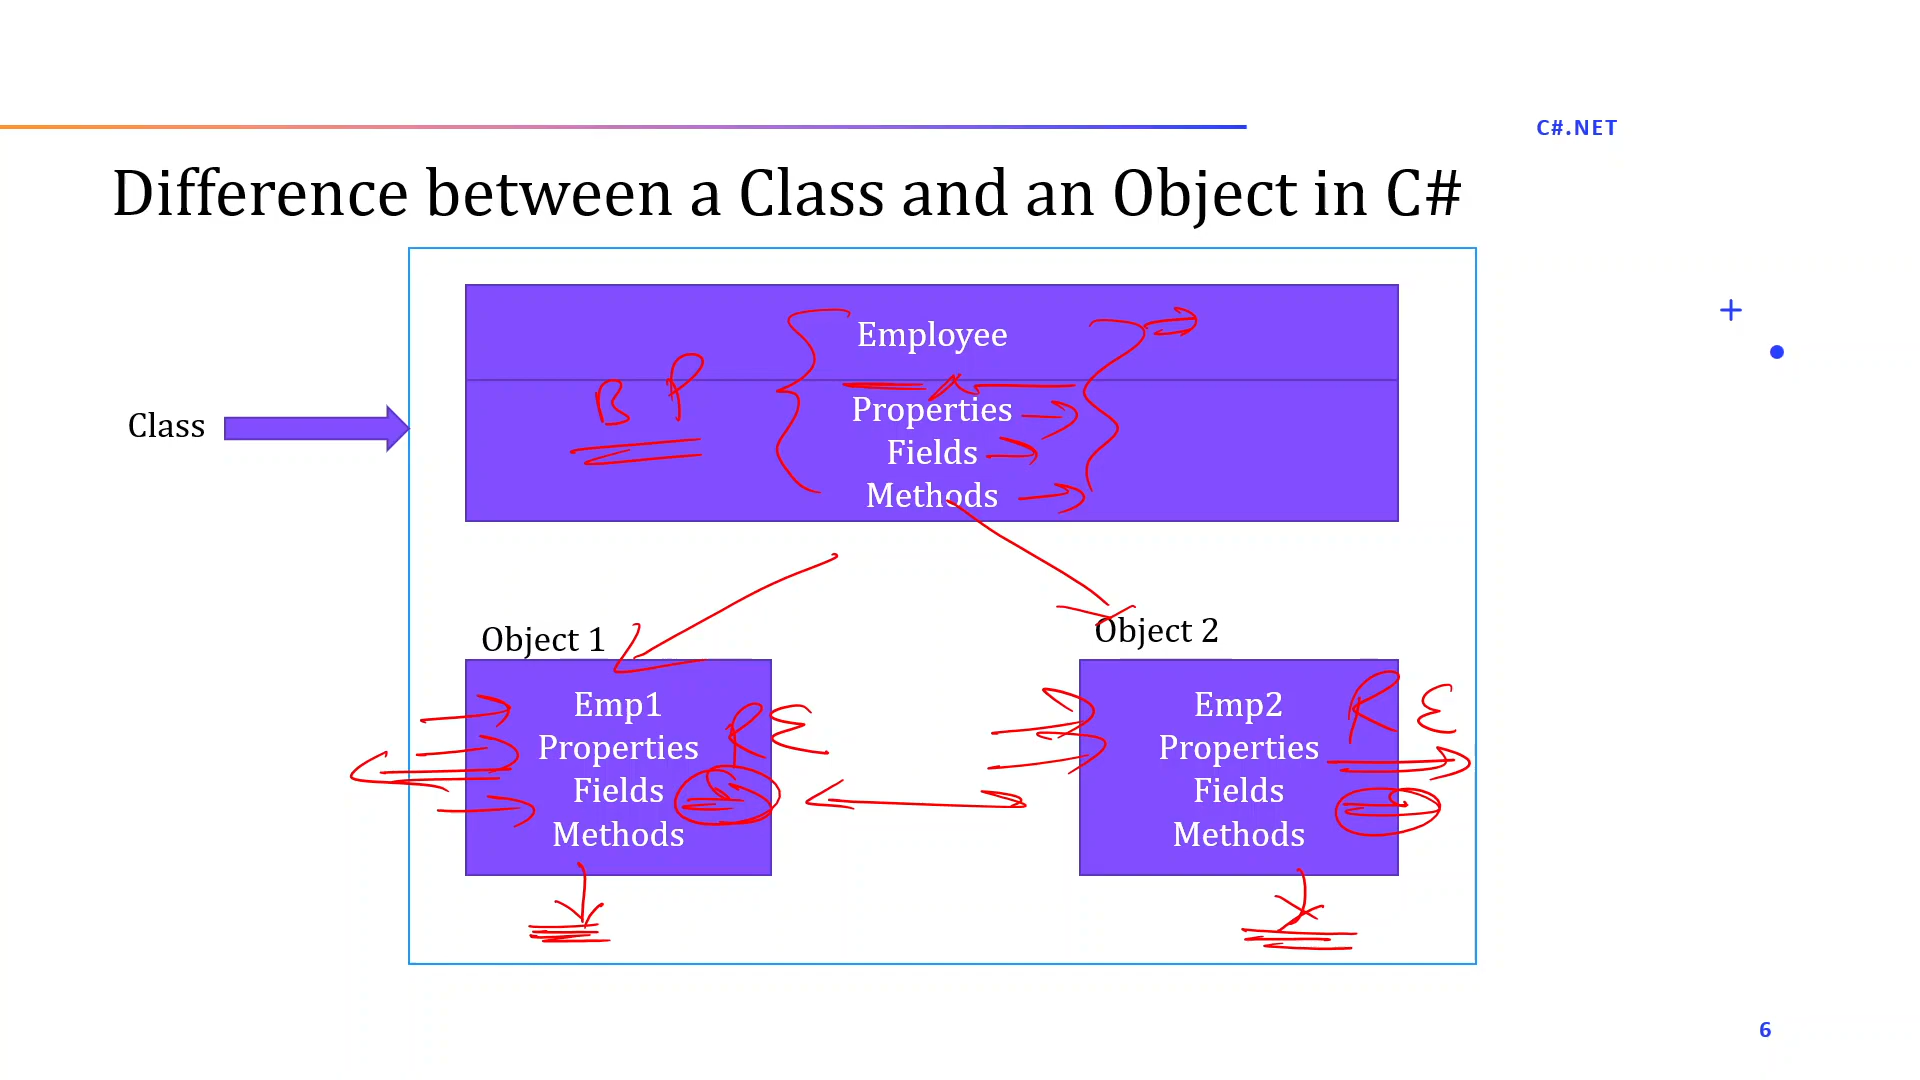 C#.NET
Difference between a Class and an Object in C#
Employee
B P
Properties
Fields
Methods
Class
Object 1
Object 2
Emp1
Properties
Fields
Methods
R E
Emp2
Properties
Fields
Methods
R E
6